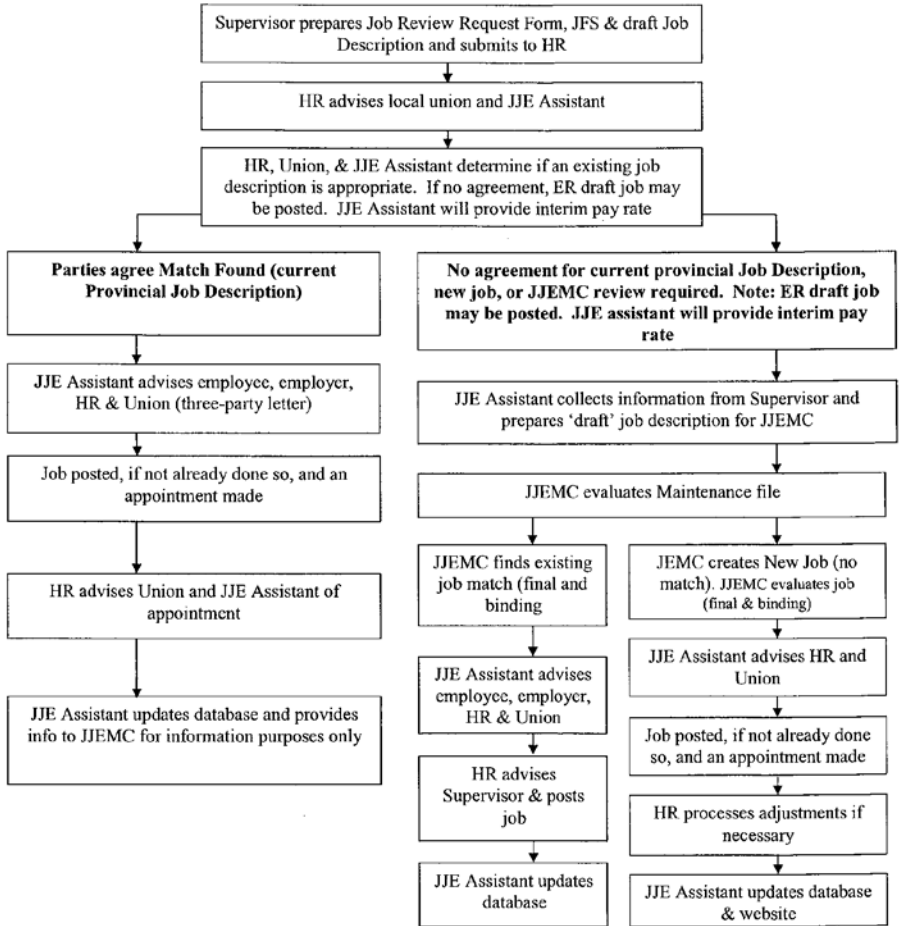 Supervisor prepares Job Review Request Form, JFS & draft Job
Description and submits to HR
HR advises local union and JJE Assistant
HR, Union, & JJE Assistant determine if an existing job
description is appropriate. If no agreement, ER draft job may
be posted. JJE Assistant will provide interim pay rate
Parties agree Match Found (current
Provincial Job Description)
JJE Assistant advises employee, employer,
HR & Union (three-party letter)
Job posted, if not already done so, and an
appointment made
HR advises Union and JJE Assistant of
appointment
JJE Assistant updates database and provides
info to JJEMC for information purposes only
No agreement for current provincial Job Description,
new job, or JJEMC review required. Note: ER draft job
may be posted. JJE assistant will provide interim pay
rate
JJE Assistant collects information from Supervisor and
prepares ‘draft’ job description for JJEMC
JJEMC evaluates Maintenance file
JJEMC finds existing
job match (final and
binding
JJE Assistant advises
employee, employer,
HR & Union
HR advises
Supervisor & posts
job
JJE Assistant updates
database
JEMC creates New Job (no
match). JJEMC evaluates job
(final & binding)
JJE Assistant advises HR and
Union
Job posted, if not already done
so, and an appointment made
HR processes adjustments if
necessary
JJE Assistant updates database
& website